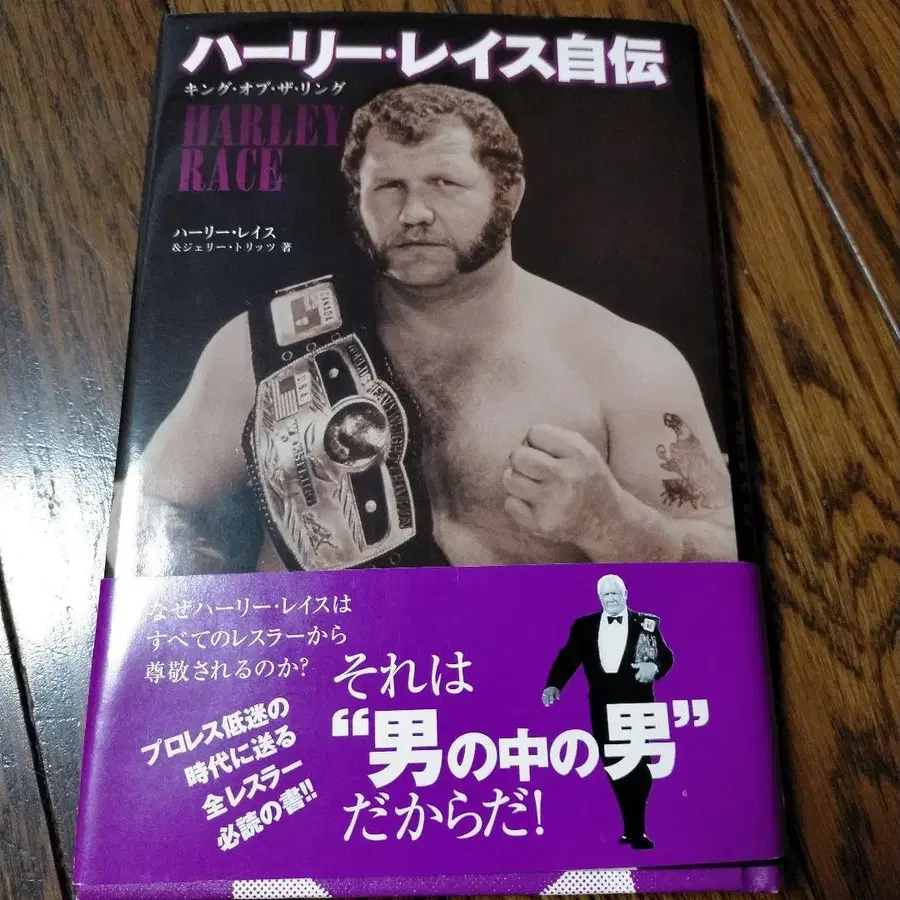 ハーリー・レイス自伝
キング・オブ・ザ・リング
HARLEY
RACE
ハーリー・レイス
&ジェリー・トリッツ 著
CANADA
U.S.A.
なぜハーリー・レイスは
すべてのレスラーから
尊敬されるのか?
それは
“男の中の男”
だからだ!
プロレス低迷の
時代に送る
全レスラー
必読の書!!